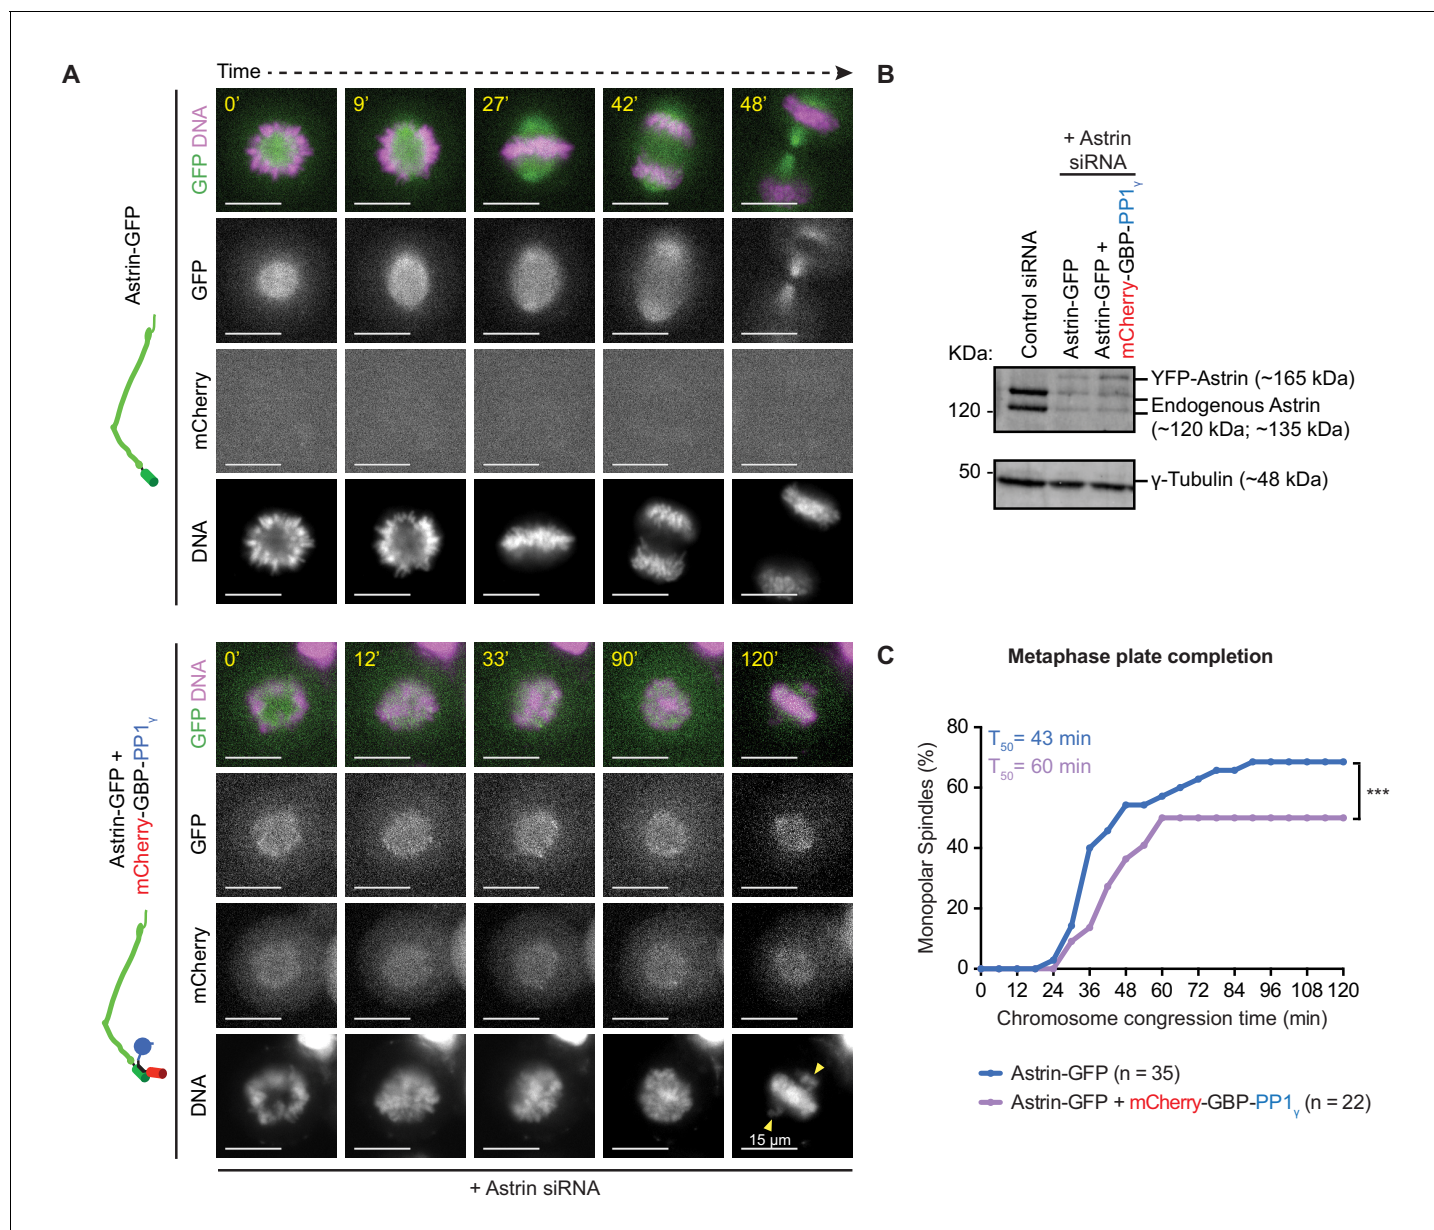 A
Time
Astrin-GFP
GFP DNA
0’
9’
27’
42’
48’
GFP
mCherry
DNA
Astrin-GFP +
mCherry-GBP-PP1γ
GFP DNA
0’
12’
33’
90’
120’
GFP
mCherry
DNA
15 µm
+ Astrin siRNA
B
+ Astrin
siRNA
Control siRNA
Astrin-GFP
Astrin-GFP +
mCherry-GBP-PP1γ
KDa:
120
YFP-Astrin (~165 kDa)
Endogenous Astrin
(~120 kDa; ~135 kDa)
50
γ-Tubulin (~48 kDa)
C
Metaphase plate completion
Monopolar Spindles (%)
80
60
40
20
0
T50= 43 min
T50= 60 min
***
0 12 24 36 48 60 72 84 96 108 120
Chromosome congression time (min)
Astrin-GFP (n = 35)
Astrin-GFP + mCherry-GBP-PP1γ (n = 22)